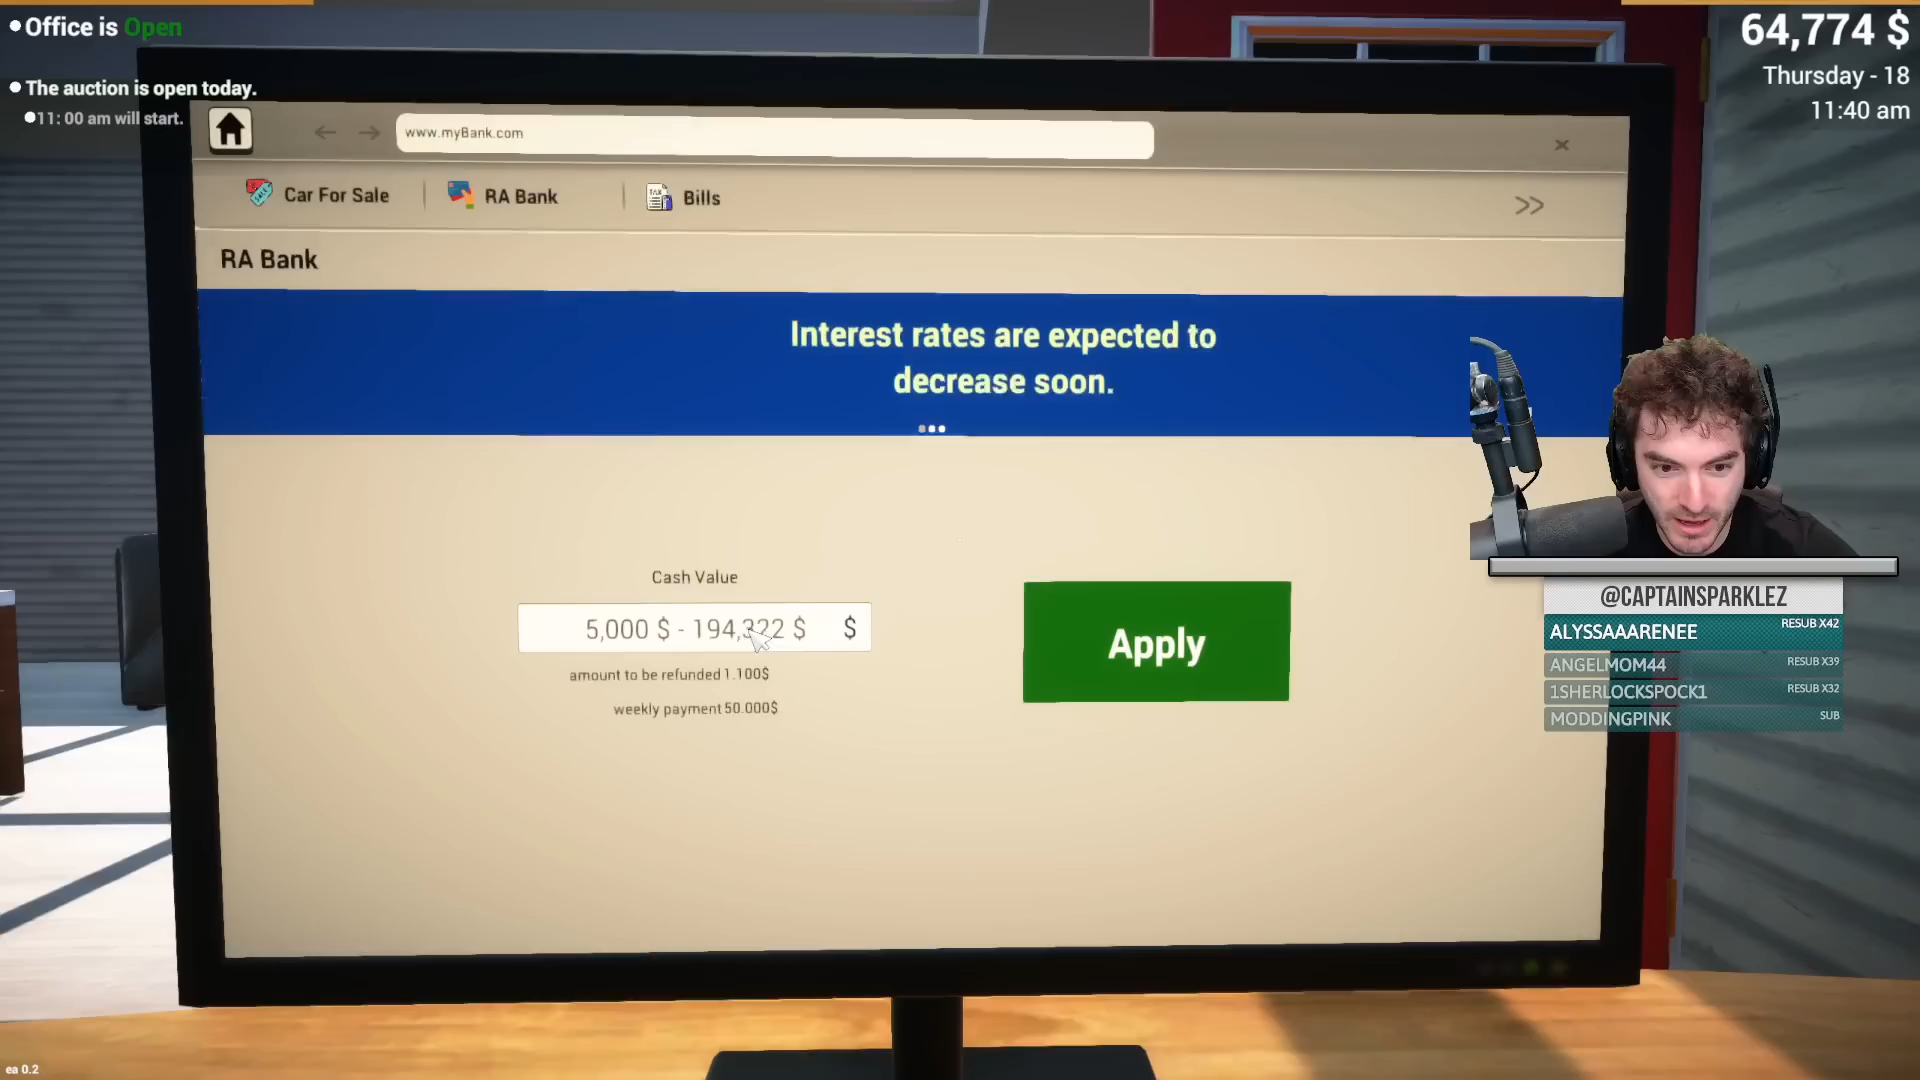 Office is Open
The auction is open today.
11: 00 am will start.
64,774 $
Thursday - 18
11:40 am
www.myBank.com
×
Car For Sale
RA Bank
Bills
>>
RA Bank
Interest rates are expected to
decrease soon.
Cash Value
5,000 $ - 194,322 $ $
amount to be refunded 1.100$
weekly payment 50.000$
Apply
@CAPTAINSPARKLEZ
ALYSSAAARENEE RESUB X42
ANGELMOM44 RESUB X39
1SHERLOCKSPOCK1 RESUB X32
MODDINGPINK SUB
ea 0.2